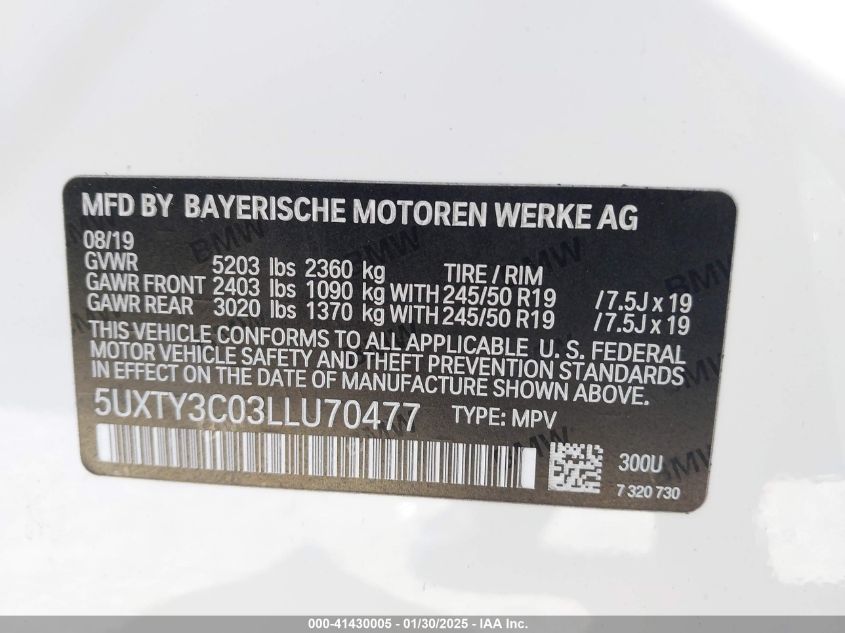 MFD BY BAYERISCHE MOTOREN WERKE AG
08/19
GVWR 5203 lbs 2360 kg TIRE / RIM
GAWR FRONT 2403 lbs 1090 kg WITH 245/50 R19 / 7.5J x 19
GAWR REAR 3020 lbs 1370 kg WITH 245/50 R19 / 7.5J x 19
THIS VEHICLE CONFORMS TO ALL APPLICABLE U. S. FEDERAL
MOTOR VEHICLE SAFETY AND THEFT PREVENTION STANDARDS
IN EFFECT ON THE DATE OF MANUFACTURE SHOWN ABOVE.
5UXTY3C03LLU70477 TYPE: MPV
300U
7 320 730
000-41430005 - 01/30/2025 - IAA Inc.